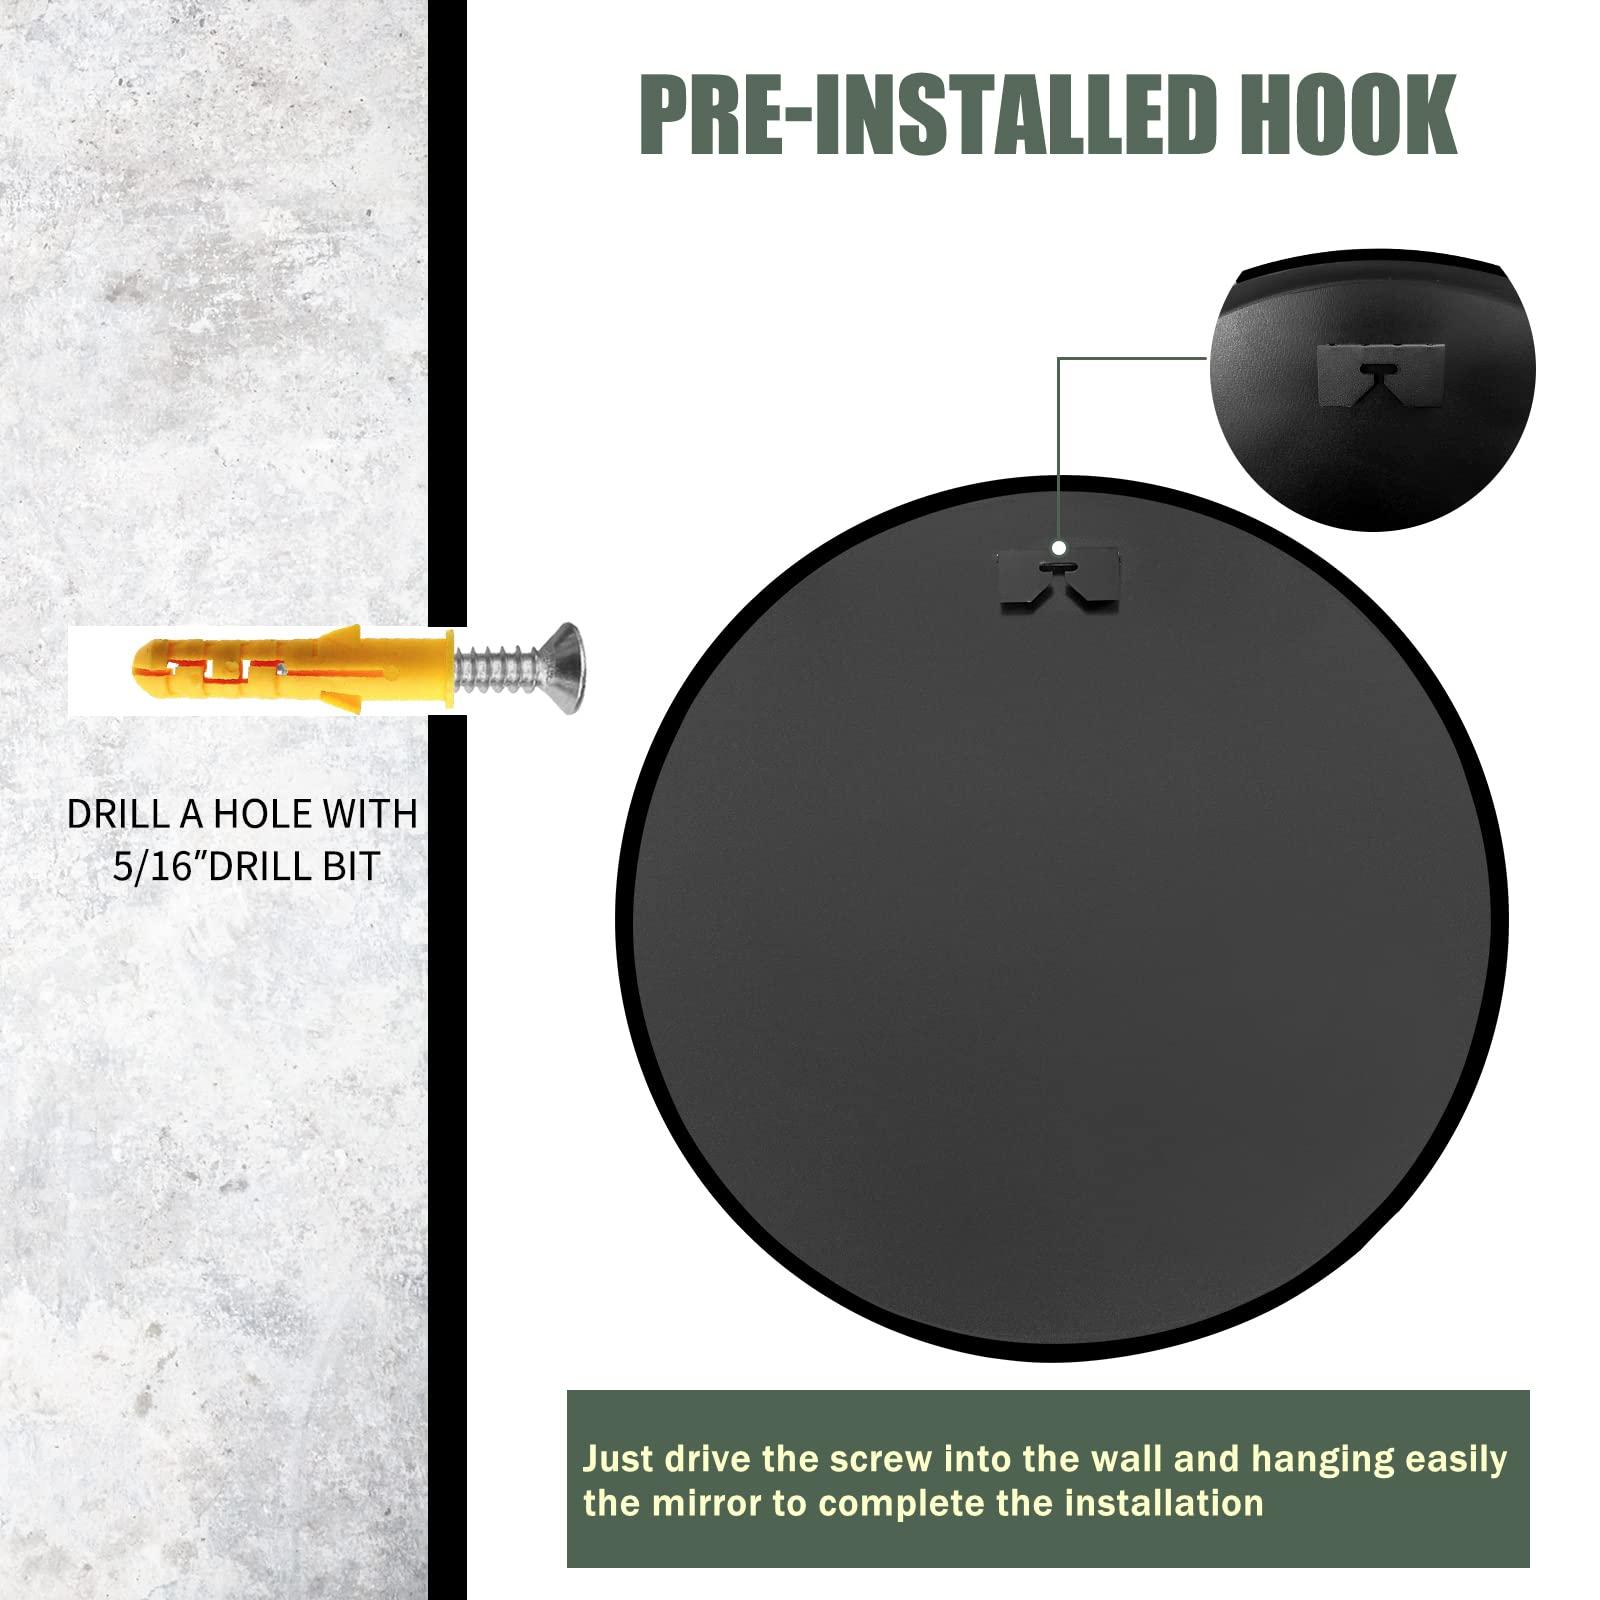 PRE-INSTALLED HOOK
DRILL A HOLE WITH
5/16″DRILL BIT
Just drive the screw into the wall and hanging easily
the mirror to complete the installation